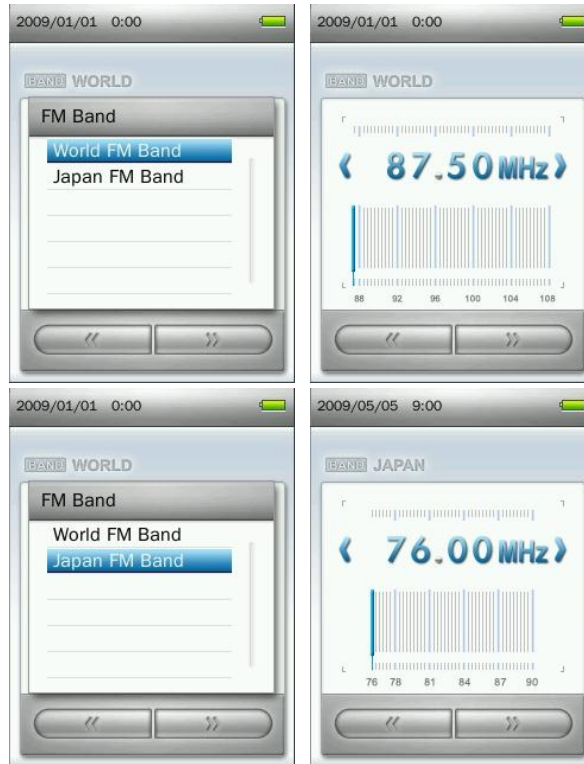 2009/01/01 0:00
BAND WORLD
FM Band
World FM Band
Japan FM Band
2009/01/01 0:00
BAND WORLD
87.50MHz
88 92 96 100 104 108
2009/01/01 0:00
BAND WORLD
FM Band
World FM Band
Japan FM Band
2009/05/05 9:00
BAND JAPAN
76.00MHz
76 78 81 84 87 90